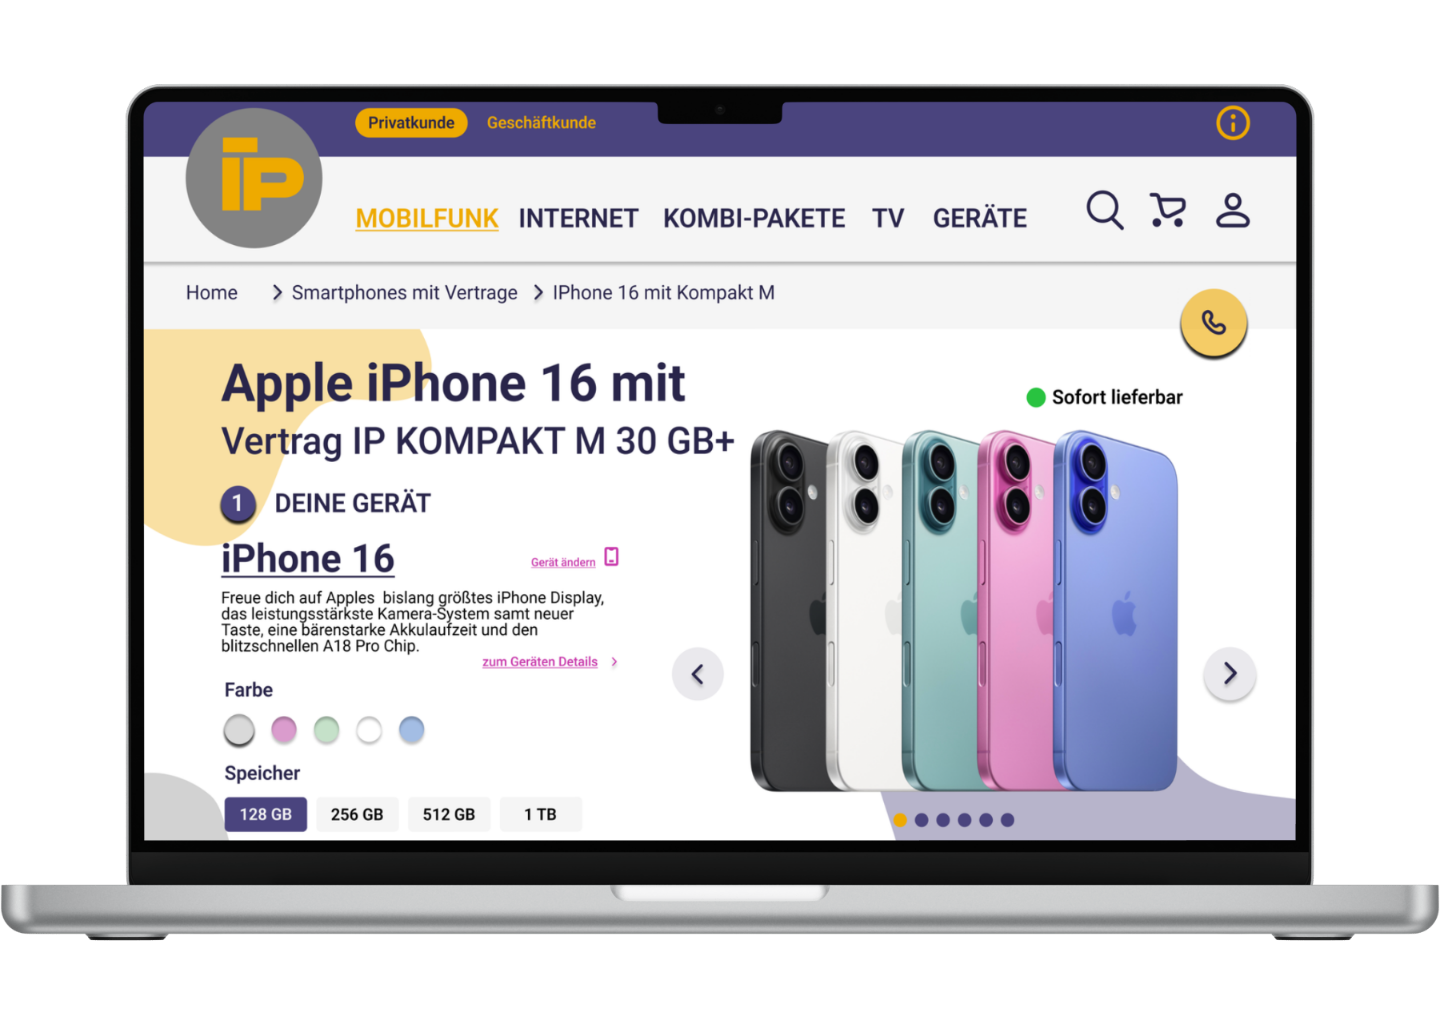 Privatkunde Geschäftkunde
IP
MOBILFUNK INTERNET KOMBI-PAKETE TV GERÄTE
Home > Smartphones mit Vertrage > IPhone 16 mit Kompakt M
Apple iPhone 16 mit
Sofort lieferbar
Vertrag IP KOMPAKT M 30 GB+
1 DEINE GERÄT
iPhone 16
Gerät ändern
Freue dich auf Apples bislang größtes iPhone Display,
das leistungsstärkste Kamera-System samt neuer
Taste, eine bärenstarke Akkulaufzeit und den
blitzschnellen A18 Pro Chip.
zum Geräten Details >
Farbe
Speicher
128 GB 256 GB 512 GB 1 TB